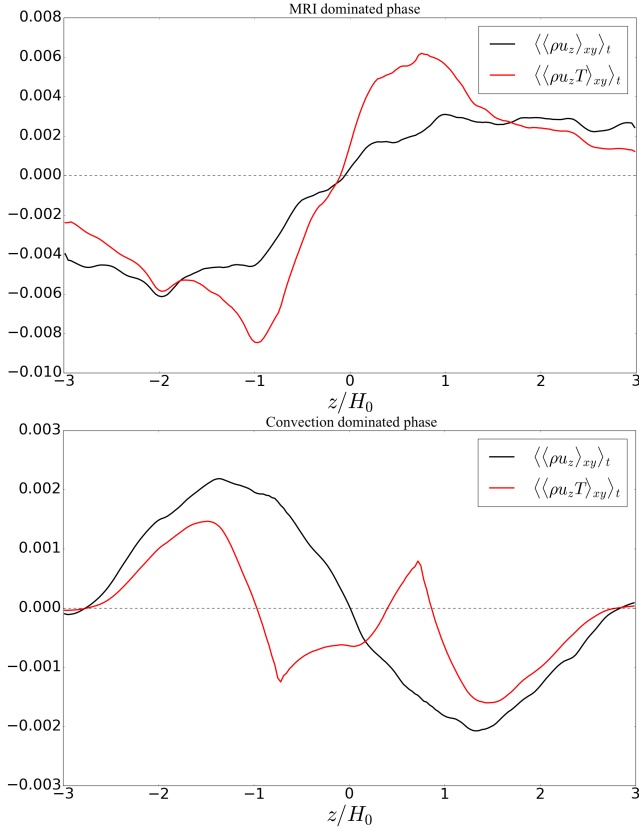 MRI dominated phase
0.008
0.006
0.004
0.002
0.000
−0.002
−0.004
−0.006
−0.008
−0.010
⟨⟨ρu_z⟩_xy⟩_t
⟨⟨ρu_zT⟩_xy⟩_t
−3 −2 −1 0 1 2 3
z/H_0
Convection dominated phase
0.003
0.002
0.001
0.000
−0.001
−0.002
−0.003
⟨⟨ρu_z⟩_xy⟩_t
⟨⟨ρu_zT⟩_xy⟩_t
−3 −2 −1 0 1 2 3
z/H_0